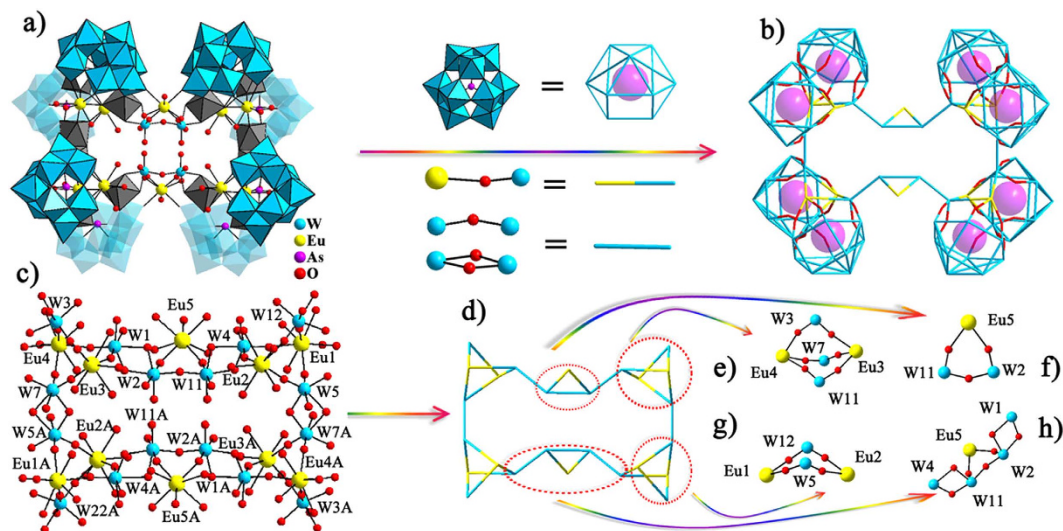 a)
b)
=
=
=
W
Eu
As
O
c)
W3
Eu5
W12
W1
W4
Eu4
Eu1
Eu3
W2
W11
Eu2
W5
W7
W11A
W5A
Eu2A
W2A
Eu3A
W7A
Eu1A
Eu4A
W4A
W1A
W22A
Eu5A
W3A
d)
e)
W3
W7
Eu4
Eu3
W11
f)
Eu5
W11
W2
g)
W12
Eu1
Eu2
W5
h)
W1
Eu5
W2
W4
W11